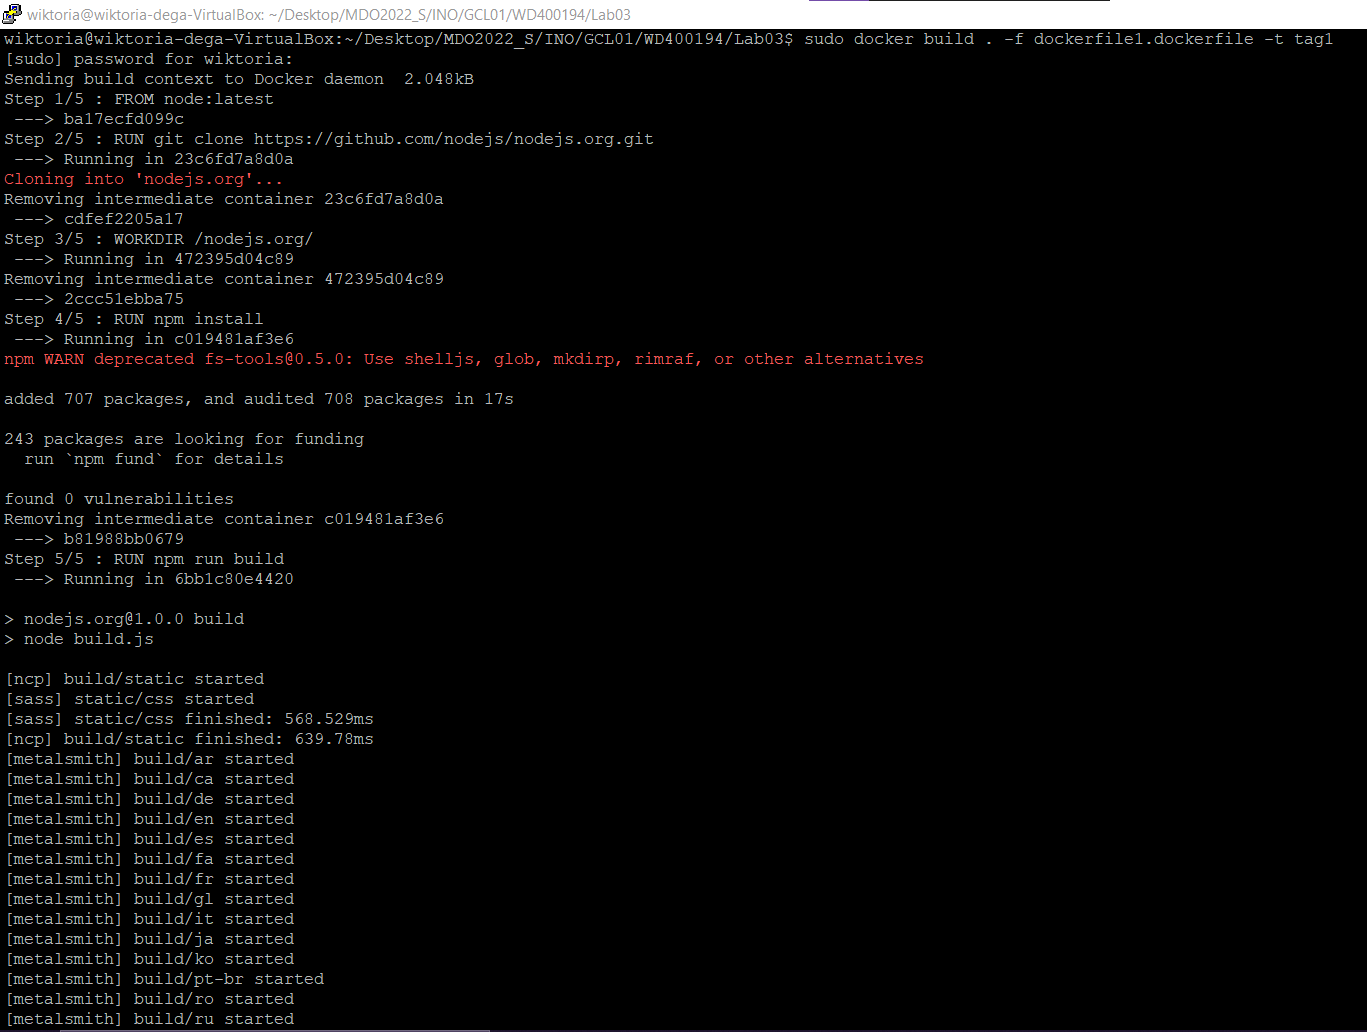 wiktoria@wiktoria-dega-VirtualBox: ~/Desktop/MDO2022_S/INO/GCL01/WD400194/Lab03
wiktoria@wiktoria-dega-VirtualBox:~/Desktop/MDO2022_S/INO/GCL01/WD400194/Lab03$ sudo docker build . -f dockerfile1.dockerfile -t tag1
[sudo] password for wiktoria:
Sending build context to Docker daemon  2.048kB
Step 1/5 : FROM node:latest
 ---> ba17ecfd099c
Step 2/5 : RUN git clone https://github.com/nodejs/nodejs.org.git
 ---> Running in 23c6fd7a8d0a
Cloning into 'nodejs.org'...
Removing intermediate container 23c6fd7a8d0a
 ---> cdfef2205a17
Step 3/5 : WORKDIR /nodejs.org/
 ---> Running in 472395d04c89
Removing intermediate container 472395d04c89
 ---> 2ccc51ebba75
Step 4/5 : RUN npm install
 ---> Running in c019481af3e6
npm WARN deprecated fs-tools@0.5.0: Use shelljs, glob, mkdirp, rimraf, or other alternatives
added 707 packages, and audited 708 packages in 17s
243 packages are looking for funding
  run `npm fund` for details
found 0 vulnerabilities
Removing intermediate container c019481af3e6
 ---> b81988bb0679
Step 5/5 : RUN npm run build
 ---> Running in 6bb1c80e4420
> nodejs.org@1.0.0 build
> node build.js
[ncp] build/static started
[sass] static/css started
[sass] static/css finished: 568.529ms
[ncp] build/static finished: 639.78ms
[metalsmith] build/ar started
[metalsmith] build/ca started
[metalsmith] build/de started
[metalsmith] build/en started
[metalsmith] build/es started
[metalsmith] build/fa started
[metalsmith] build/fr started
[metalsmith] build/gl started
[metalsmith] build/it started
[metalsmith] build/ja started
[metalsmith] build/ko started
[metalsmith] build/pt-br started
[metalsmith] build/ro started
[metalsmith] build/ru started